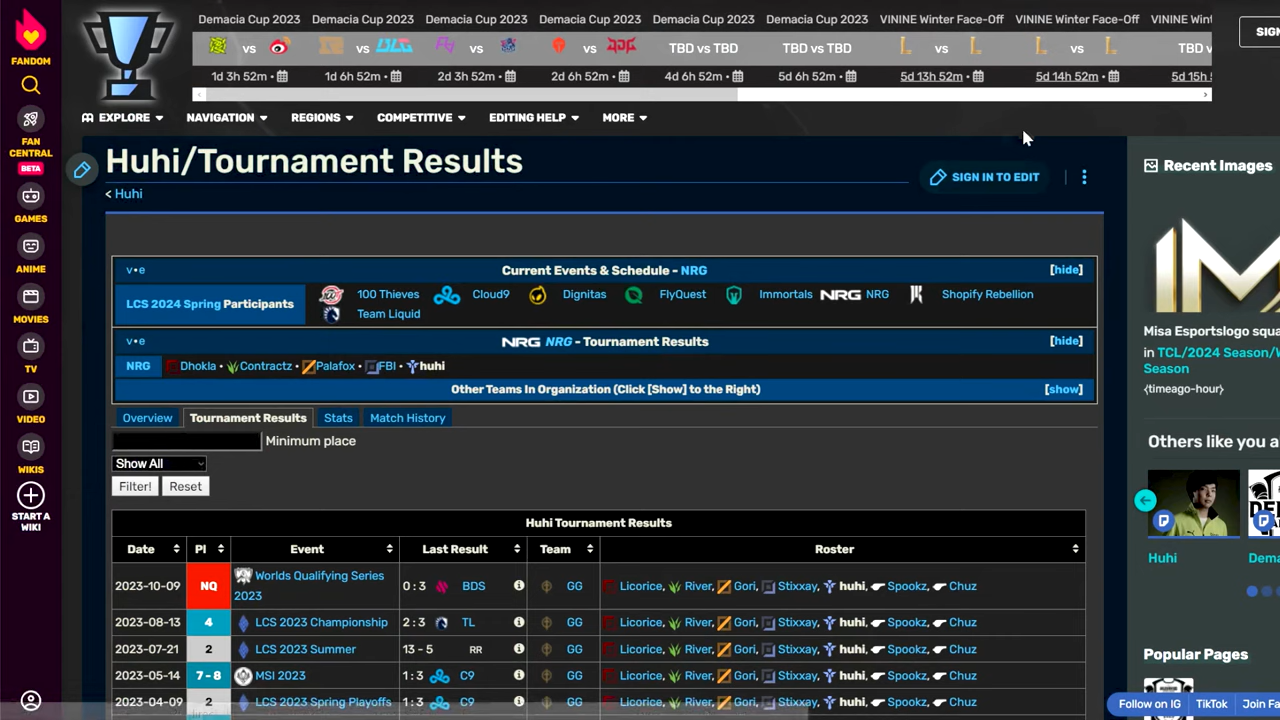 Demacia Cup 2023 Demacia Cup 2023 Demacia Cup 2023 Demacia Cup 2023 Demacia Cup 2023 Demacia Cup 2023 VININE Winter Face-Off VININE Winter Face-Off VININE Wint
vs vs vs vs TBD vs TBD TBD vs TBD vs vs TBD v
1d 3h 52m • 1d 6h 52m • 2d 3h 52m • 2d 6h 52m • 4d 6h 52m • 5d 6h 52m • 5d 13h 52m • 5d 14h 52m • 5d 15h 5
SIGN
FANDOM
FAN CENTRAL
BETA
GAMES
ANIME
MOVIES
TV
VIDEO
WIKIS
START A WIKI
EXPLORE NAVIGATION REGIONS COMPETITIVE EDITING HELP MORE
Huhi/Tournament Results
SIGN IN TO EDIT
< Huhi
v•e Current Events & Schedule - NRG [hide]
LCS 2024 Spring Participants 100 Thieves Cloud9 Dignitas FlyQuest Immortals NRG NRG Shopify Rebellion
Team Liquid
v•e NRG NRG - Tournament Results [hide]
NRG Dhokla • Contractz • Palafox • FBI • huhi
Other Teams In Organization (Click [Show] to the Right) [show]
Overview Tournament Results Stats Match History
Minimum place
Show All
Filter! Reset
Huhi Tournament Results
Date Pl Event Last Result Team Roster
2023-10-09 NQ Worlds Qualifying Series 2023 0 : 3 BDS GG Licorice, River, Gori, Stixxay, huhi, Spookz, Chuz
2023-08-13 4 LCS 2023 Championship 2 : 3 TL GG Licorice, River, Gori, Stixxay, huhi, Spookz, Chuz
2023-07-21 2 LCS 2023 Summer 13 - 5 RR GG Licorice, River, Gori, Stixxay, huhi, Spookz, Chuz
2023-05-14 7 - 8 MSI 2023 1 : 3 C9 GG Licorice, River, Gori, Stixxay, huhi, Spookz, Chuz
2023-04-09 2 LCS 2023 Spring Playoffs 1 : 3 C9 GG Licorice, River, Gori, Stixxay, huhi, Spookz, Chuz
Recent Images
Misa Esportslogo squa
in TCL/2024 Season/W
Season
{timeago-hour}
Others like you a
Huhi Dema
Popular Pages
Follow on IG TikTok Join Fa